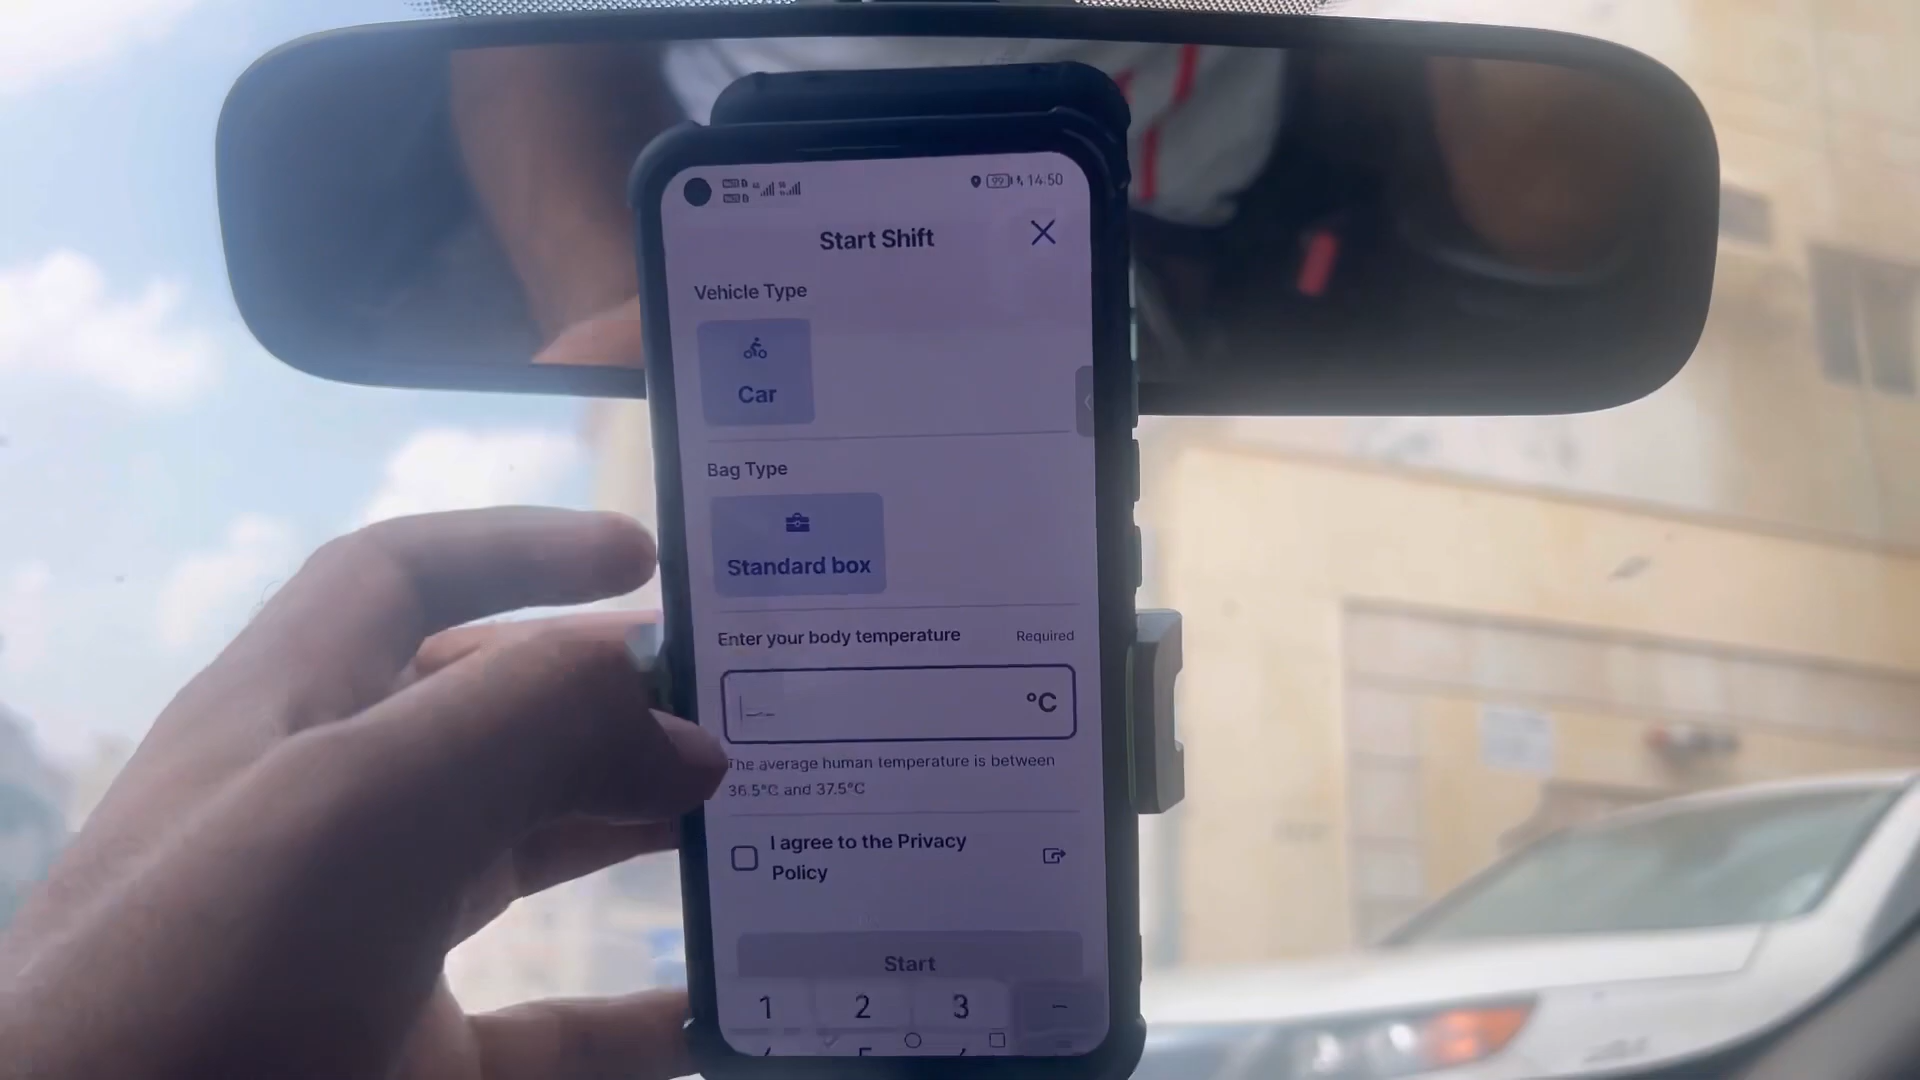 99 14:50
Start Shift
Vehicle Type
Car
Bag Type
Standard box
Enter your body temperature Required
°C
The average human temperature is between
36.5°C and 37.5°C
I agree to the Privacy
Policy
Start
1 2 3 -